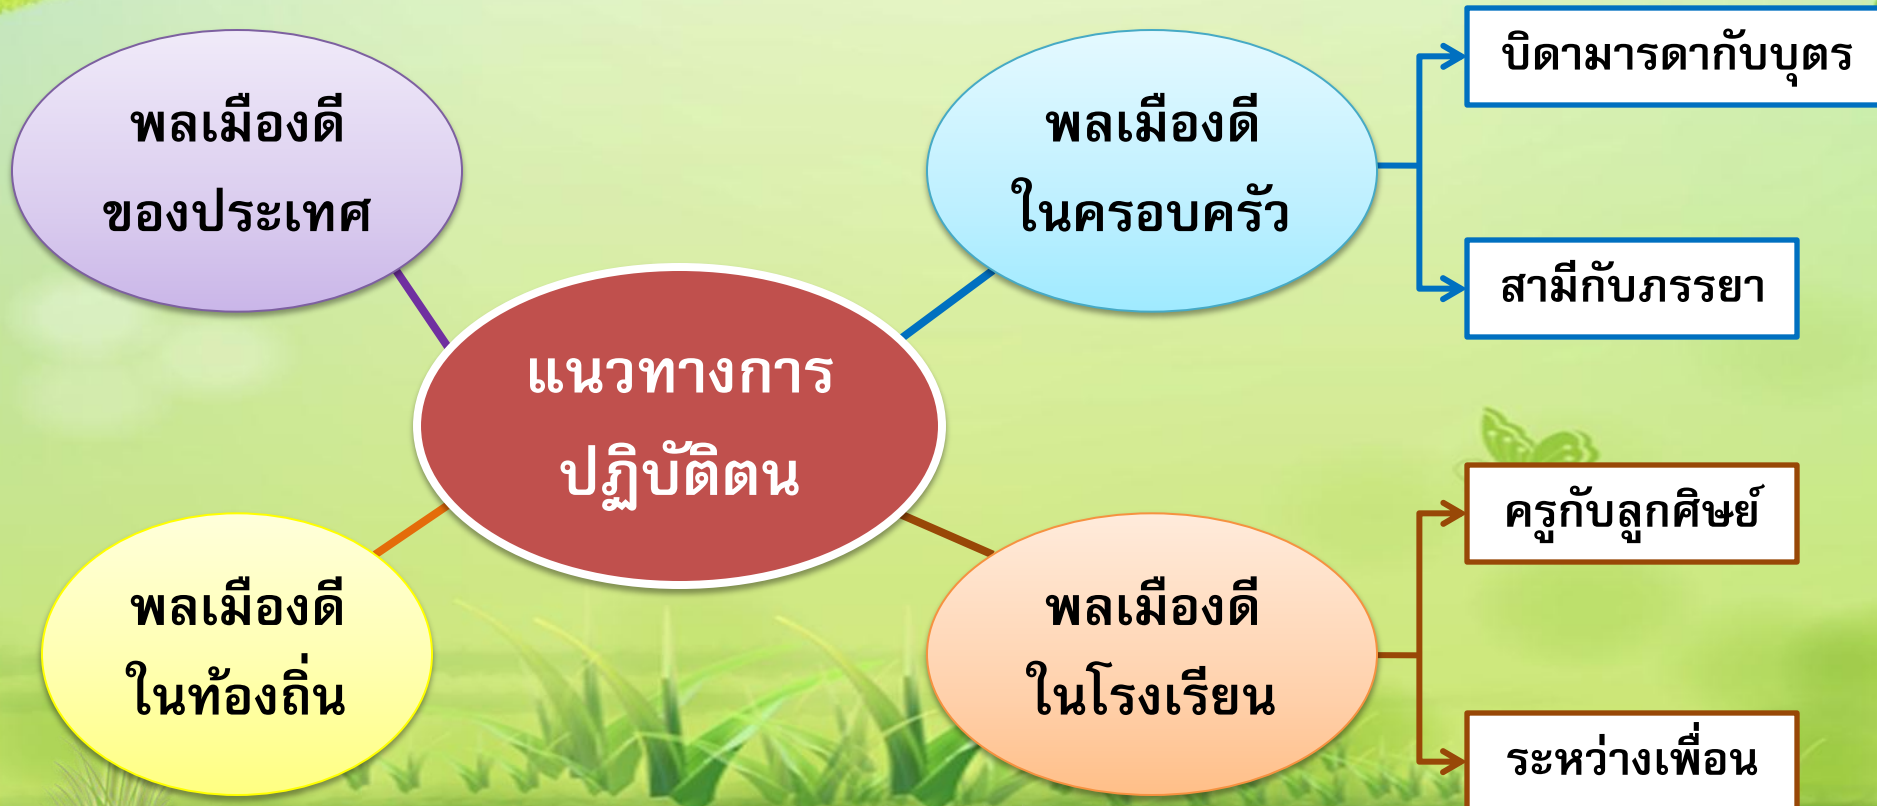 พลเมืองดี
ของประเทศ
พลเมืองดี
ในครอบครัว
บิดามารดากับบุตร
สามีกับภรรยา
แนวทางการ
ปฏิบัติตน
พลเมืองดี
ในท้องถิ่น
พลเมืองดี
ในโรงเรียน
ครูกับลูกศิษย์
ระหว่างเพื่อน